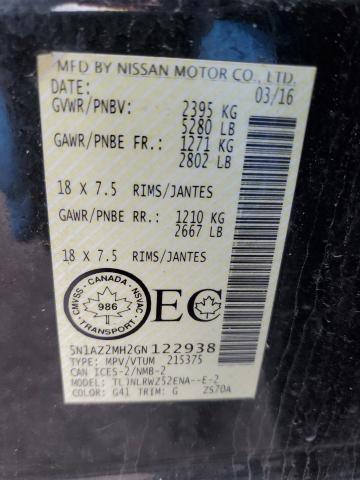 MFD BY NISSAN MOTOR CO., LTD.
DATE: 03/16
GVWR/PNBV: 2395 KG
5280 LB
GAWR/PNBE FR.: 1271 KG
2802 LB
18 X 7.5 RIMS/JANTES
GAWR/PNBE RR.: 1210 KG
2667 LB
18 X 7.5 RIMS/JANTES
CMVSS CANADA NSVAC
986
TRANSPORT
EC
5N1AZ2MH2GN122938
TYPE: MPV/VTUM 215375
CAN ICES-2/NMB-2
MODEL: TLJNLRWZ52ENA--E-2
COLOR: G41 TRIM: G ZS70A